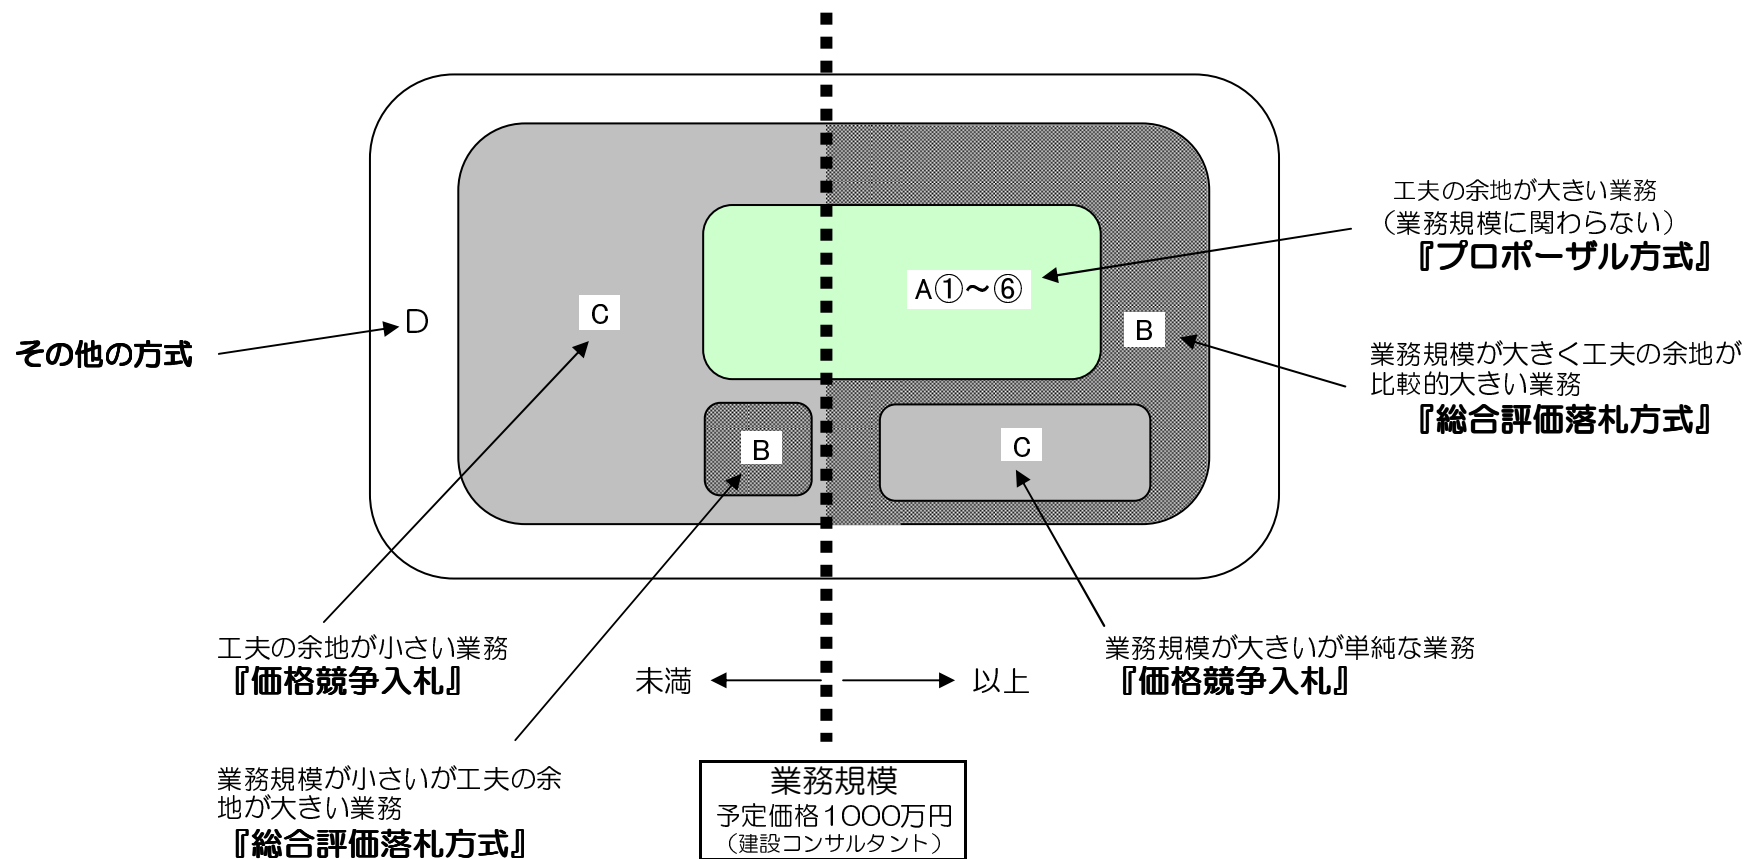 工夫の余地が大きい業務
（業務規模に関わらない）
『プロポーザル方式』
A①～⑥
C
D
B
その他の方式
業務規模が大きく工夫の余地が
比較的大きい業務
『総合評価落札方式』
B
C
工夫の余地が小さい業務
『価格競争入札』
未満
以上
業務規模が大きいが単純な業務
『価格競争入札』
業務規模が小さいが工夫の余
地が大きい業務
『総合評価落札方式』
業務規模
予定価格1000万円
（建設コンサルタント）